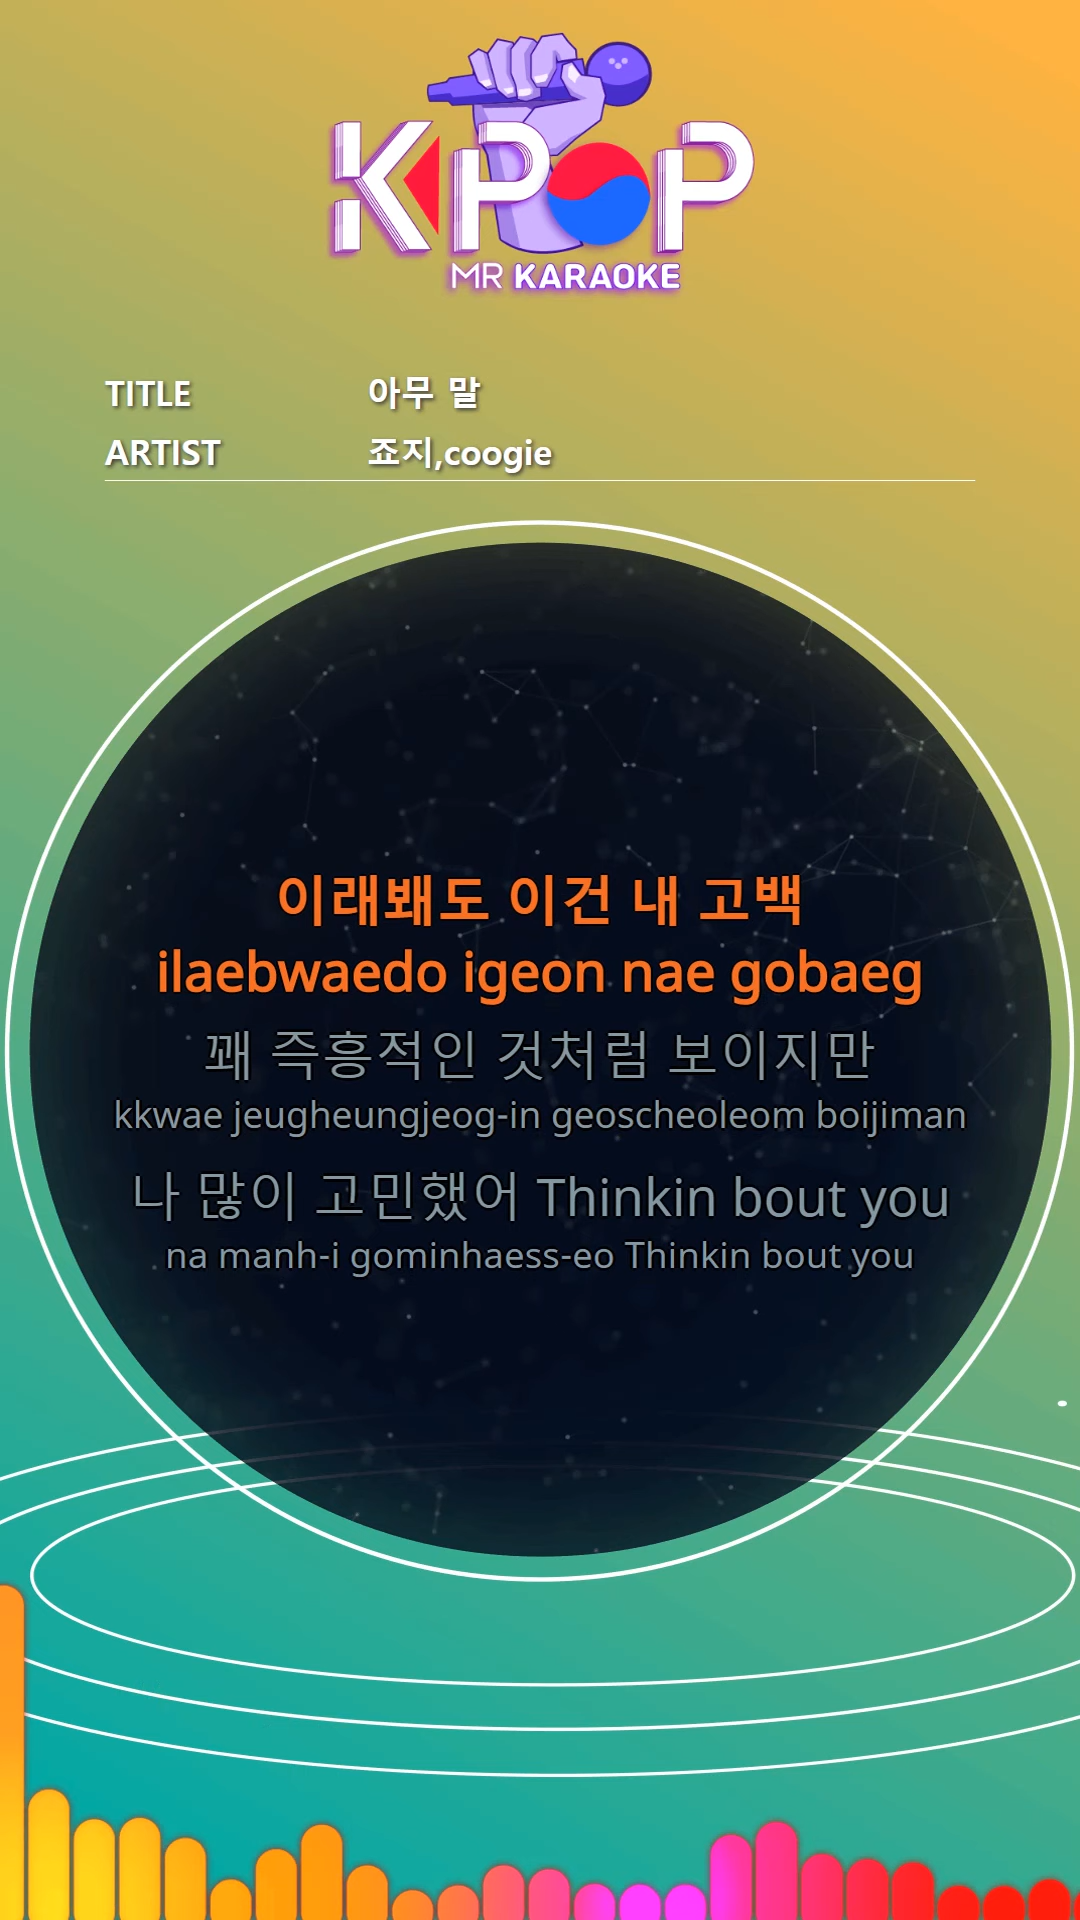 KPOP
MR KARAOKE
TITLE 아무 말
ARTIST 죠지,coogie
이래봬도 이건 내 고백
ilaebwaedo igeon nae gobaeg
꽤 즉흥적인 것처럼 보이지만
kkwae jeugheungjeog-in geoscheoleom boijiman
나 많이 고민했어 Thinkin bout you
na manh-i gominhaess-eo Thinkin bout you